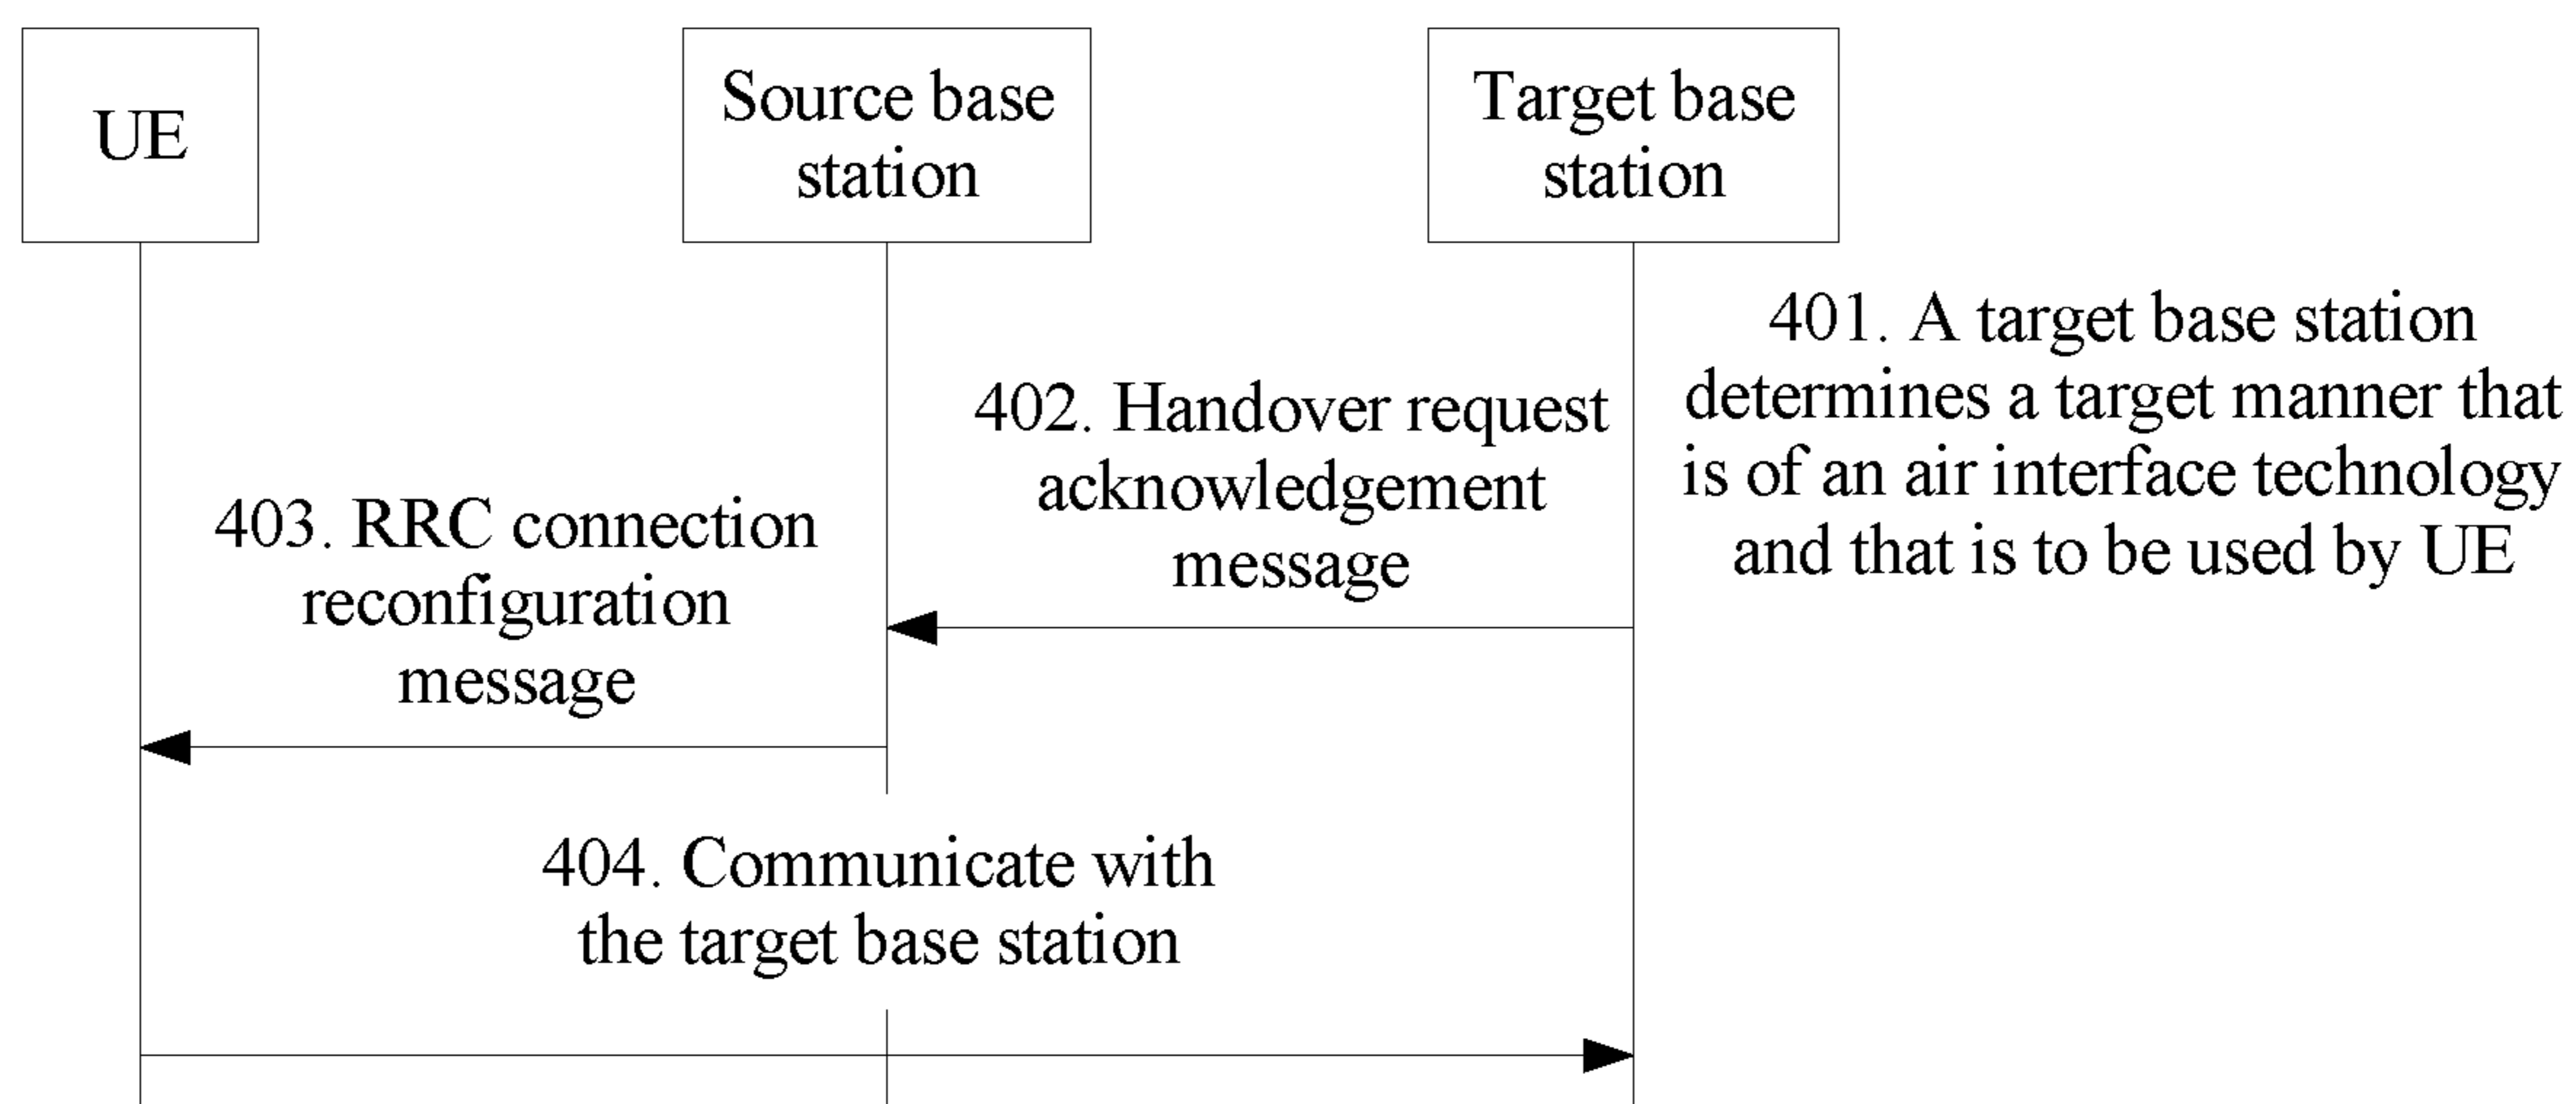 UE
Source base
station
Target base
station
401. A target base station
determines a target manner that
is of an air interface technology
and that is to be used by UE
402. Handover request
acknowledgement
message
403. RRC connection
reconfiguration
message
404. Communicate with
the target base station